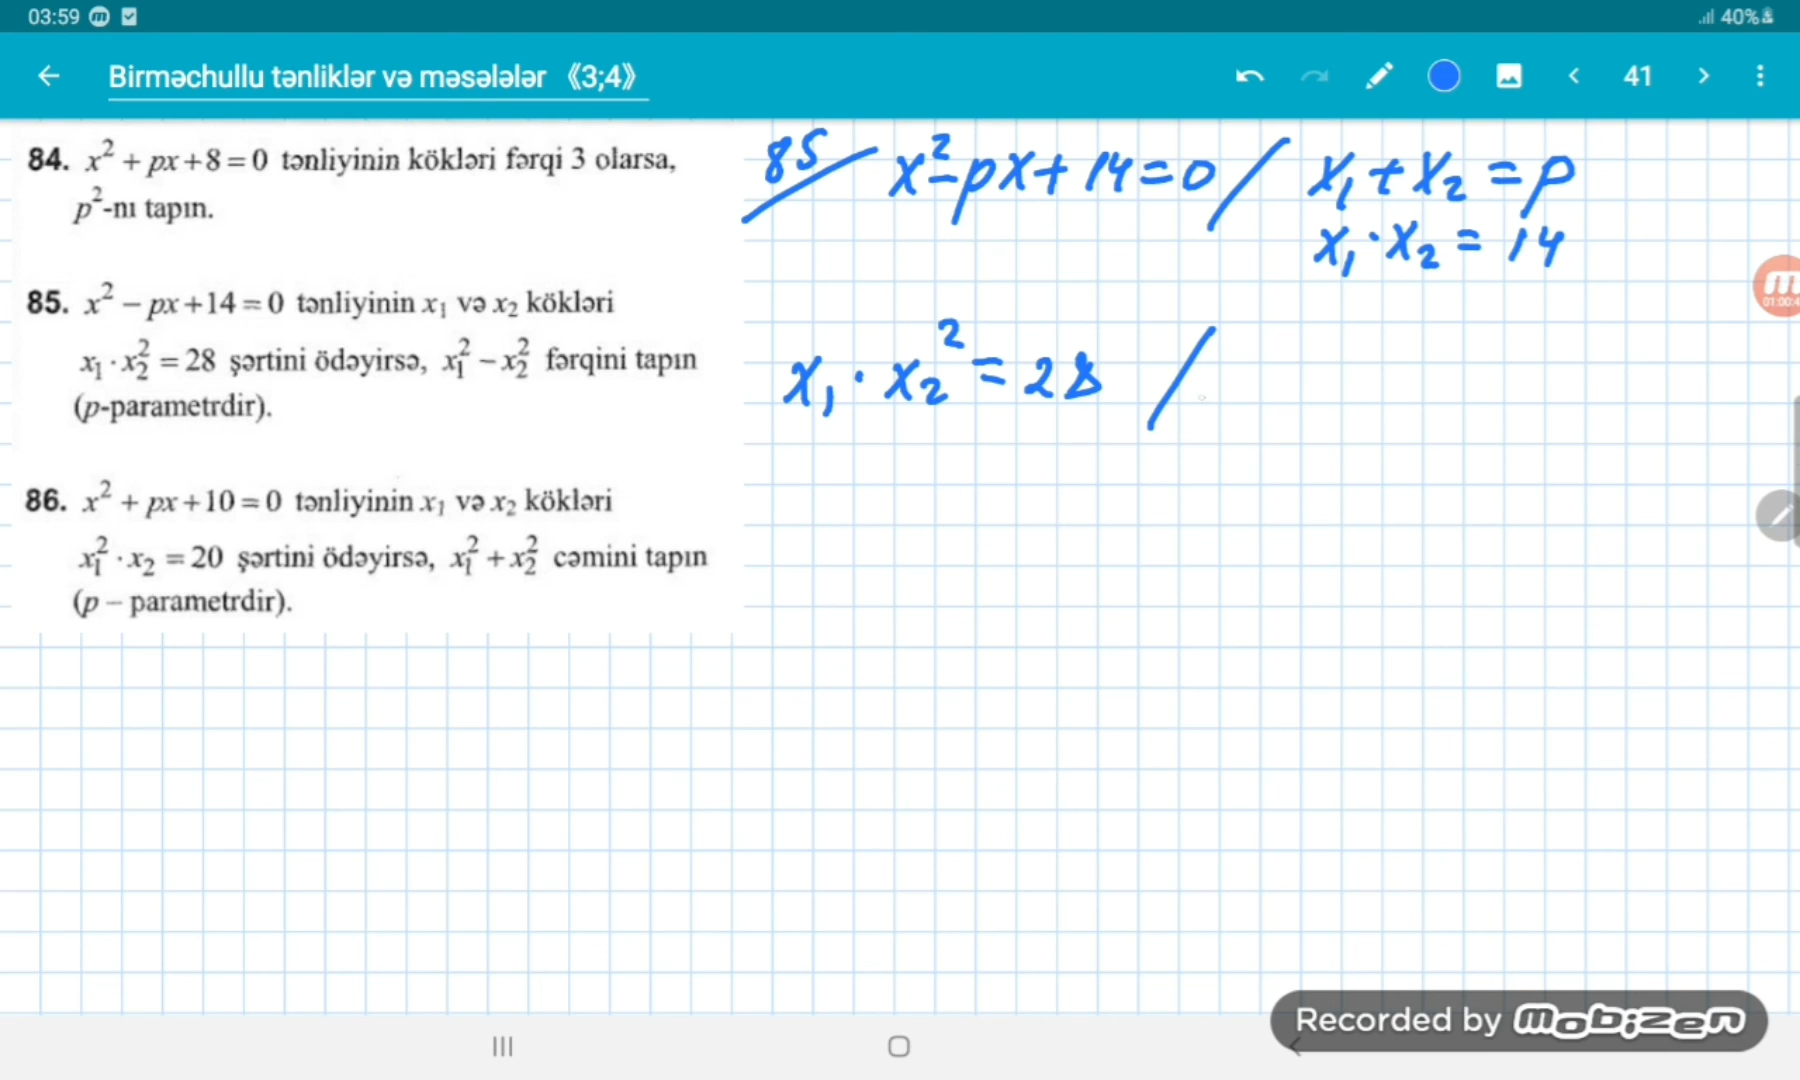 03:59
40%
Birməchullu tənliklər və məsələlər 《3;4》
41
84. x² + px + 8 = 0 tənliyinin kökləri fərqi 3 olarsa,
p²-nı tapın.
85. x² – px + 14 = 0 tənliyinin x₁ və x₂ kökləri
x₁ · x₂² = 28 şərtini ödəyirsə, x₁² – x₂² fərqini tapın
(p-parametrdir).
86. x² + px + 10 = 0 tənliyinin x₁ və x₂ kökləri
x₁² · x₂ = 20 şərtini ödəyirsə, x₁² + x₂² cəmini tapın
(p – parametrdir).
85/ x² – px + 14 = 0 / x₁ + x₂ = p
x₁ · x₂ = 14
x₁ · x₂² = 28 /
01:00:4
Recorded by Mobizen